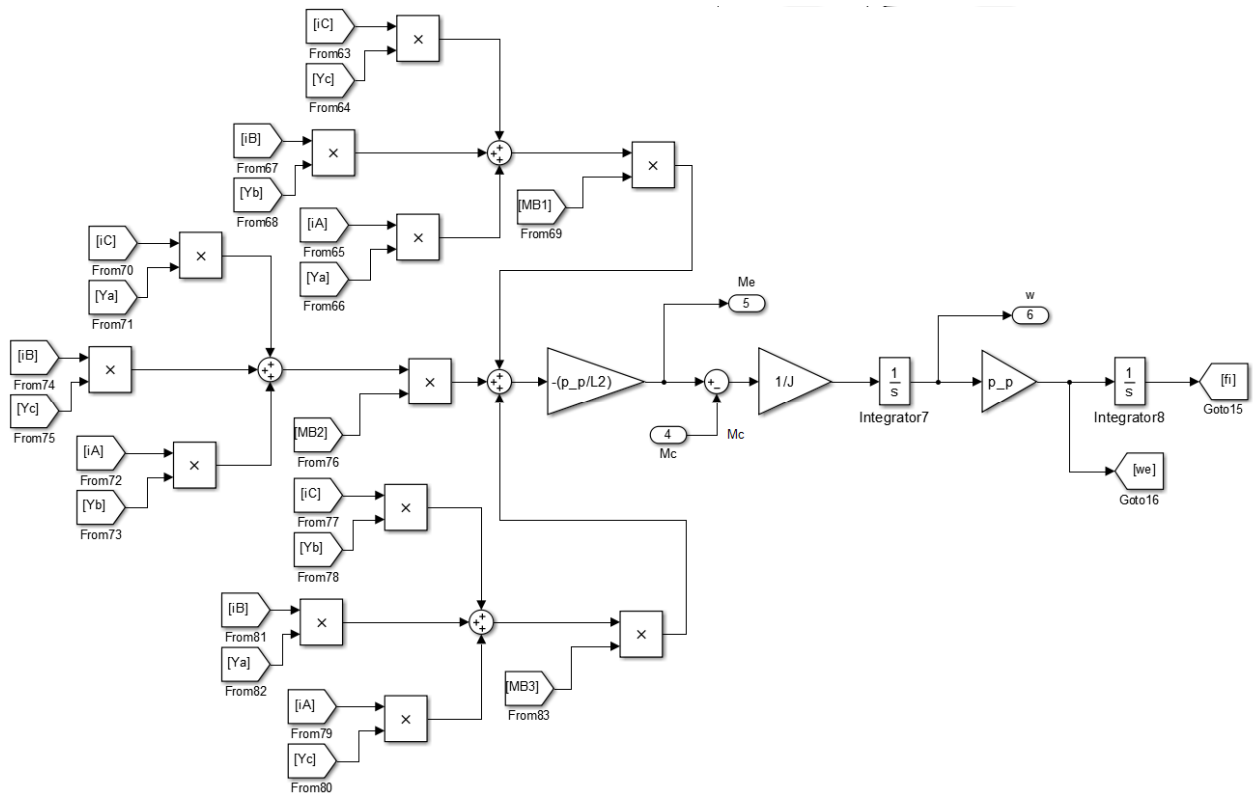 [iC]
From63
[Yc]
From64
×
[iB]
From67
[Yb]
From68
×
[iA]
From65
[Ya]
From66
×
+
+
+
[MB1]
From69
×
[iC]
From70
[Ya]
From71
×
[iB]
From74
[Yc]
From75
×
[iA]
From72
[Yb]
From73
×
+
+
+
[MB2]
From76
×
[iC]
From77
[Yb]
From78
×
[iB]
From81
[Ya]
From82
×
[iA]
From79
[Yc]
From80
×
+
+
+
[MB3]
From83
×
+
+
+
-(p_p/L2)
Me
5
+
-
4
Mc
Mc
1/J
1
s
Integrator7
w
6
p_p
1
s
Integrator8
[fi]
Goto15
[we]
Goto16